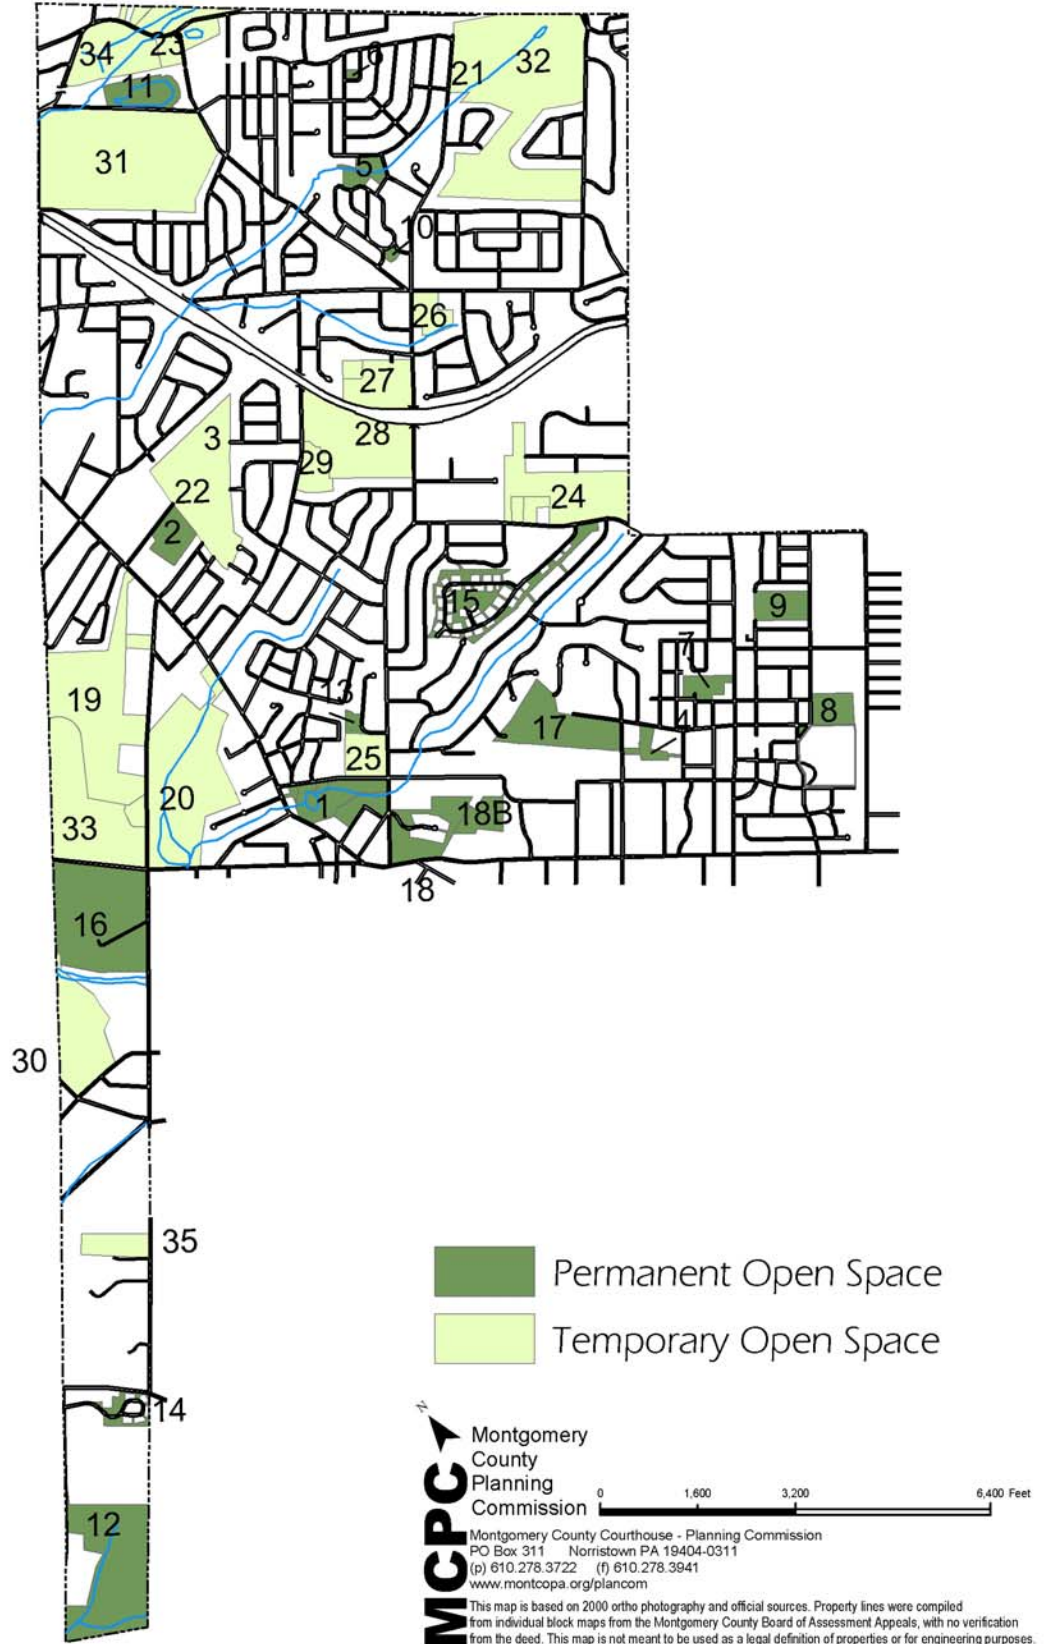 34
23
11
6
21
32
31
5
10
26
27
3
28
29
22
24
2
15
9
7
19
13
4
8
17
25
20
1
18B
33
18
16
30
35
Permanent Open Space
Temporary Open Space
14
N
MCPC
Montgomery
County
Planning
Commission
0 1,600 3,200 6,400 Feet
12
Montgomery County Courthouse - Planning Commission
PO Box 311 Norristown PA 19404-0311
(p) 610.278.3722 (f) 610.278.3941
www.montcopa.org/plancom
This map is based on 2000 ortho photography and official sources. Property lines were compiled
from individual block maps from the Montgomery County Board of Assessment Appeals, with no verification
from the deed. This map is not meant to be used as a legal definition of properties or for engineering purposes.